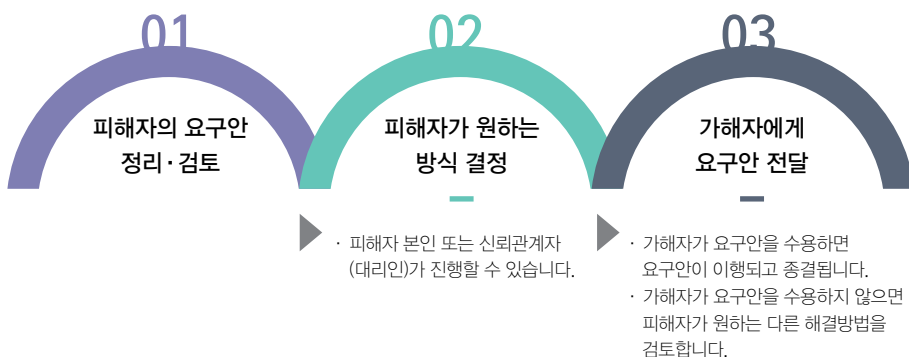 01
피해자의 요구안
정리·검토
02
피해자가 원하는
방식 결정
· 피해자 본인 또는 신뢰관계자
(대리인)가 진행할 수 있습니다.
03
가해자에게
요구안 전달
· 가해자가 요구안을 수용하면
요구안이 이행되고 종결됩니다.
· 가해자가 요구안을 수용하지 않으면
피해자가 원하는 다른 해결방법을
검토합니다.